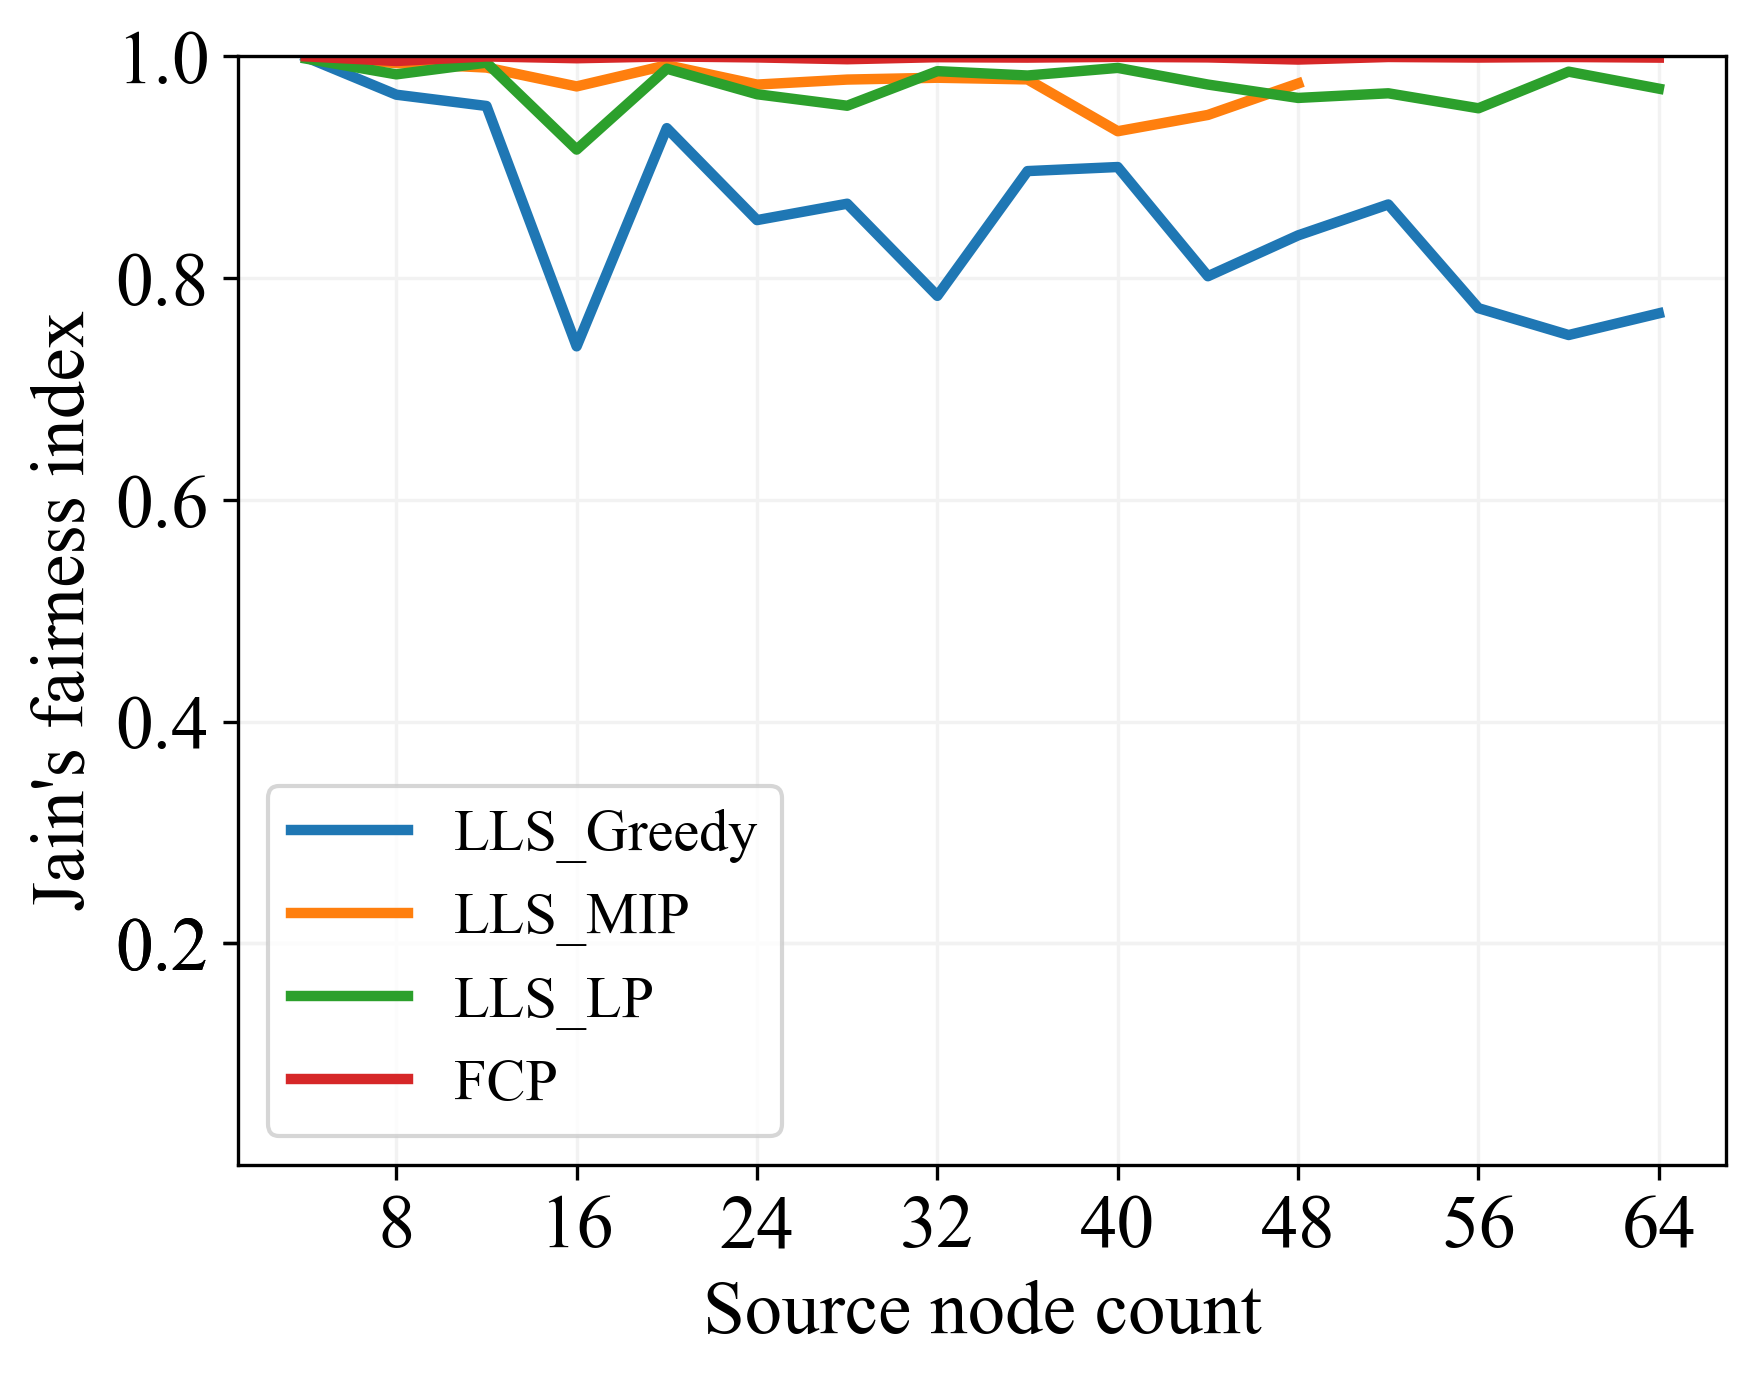 Jain's fairness index
1.0
0.8
0.6
0.4
0.2
LLS_Greedy
LLS_MIP
LLS_LP
FCP
8 16 24 32 40 48 56 64
Source node count